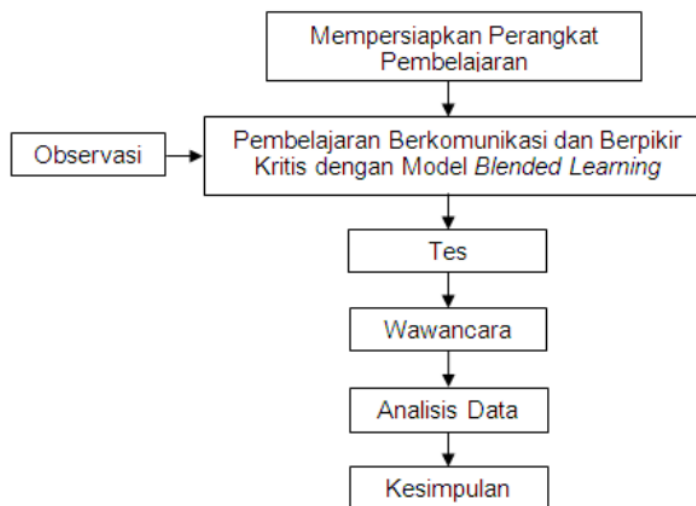 Mempersiapkan Perangkat
Pembelajaran
Observasi
Pembelajaran Berkomunikasi dan Berpikir
Kritis dengan Model Blended Learning
Tes
Wawancara
Analisis Data
Kesimpulan